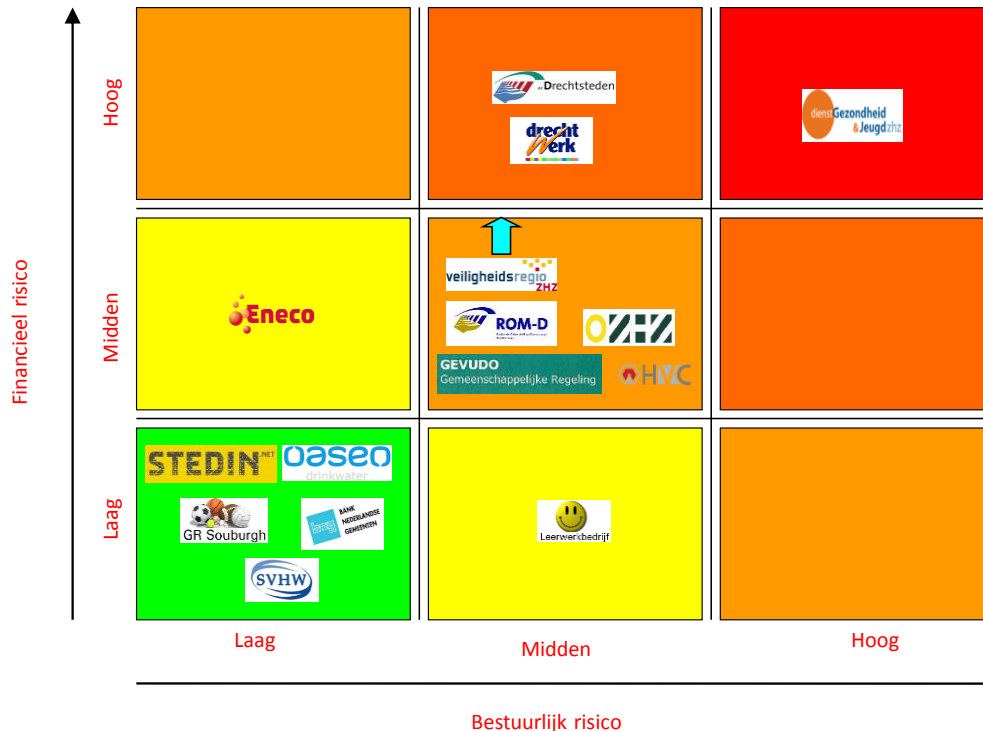 Financieel risico
Hoog
de Drechtsteden
drecht
Werk
dienst Gezondheid
& Jeugd zhz
Midden
Eneco
veiligheidsregio
ZHZ
ROM-D
OZHZ
GEVUDO
Gemeenschappelijke Regeling
HVC
Laag
STEDIN.NET
oasen
drinkwater
GR Souburgh
bng
BANK
NEDERLANDSE
GEMEENTEN
SVHW
Leerwerkbedrijf
Laag
Midden
Hoog
Bestuurlijk risico